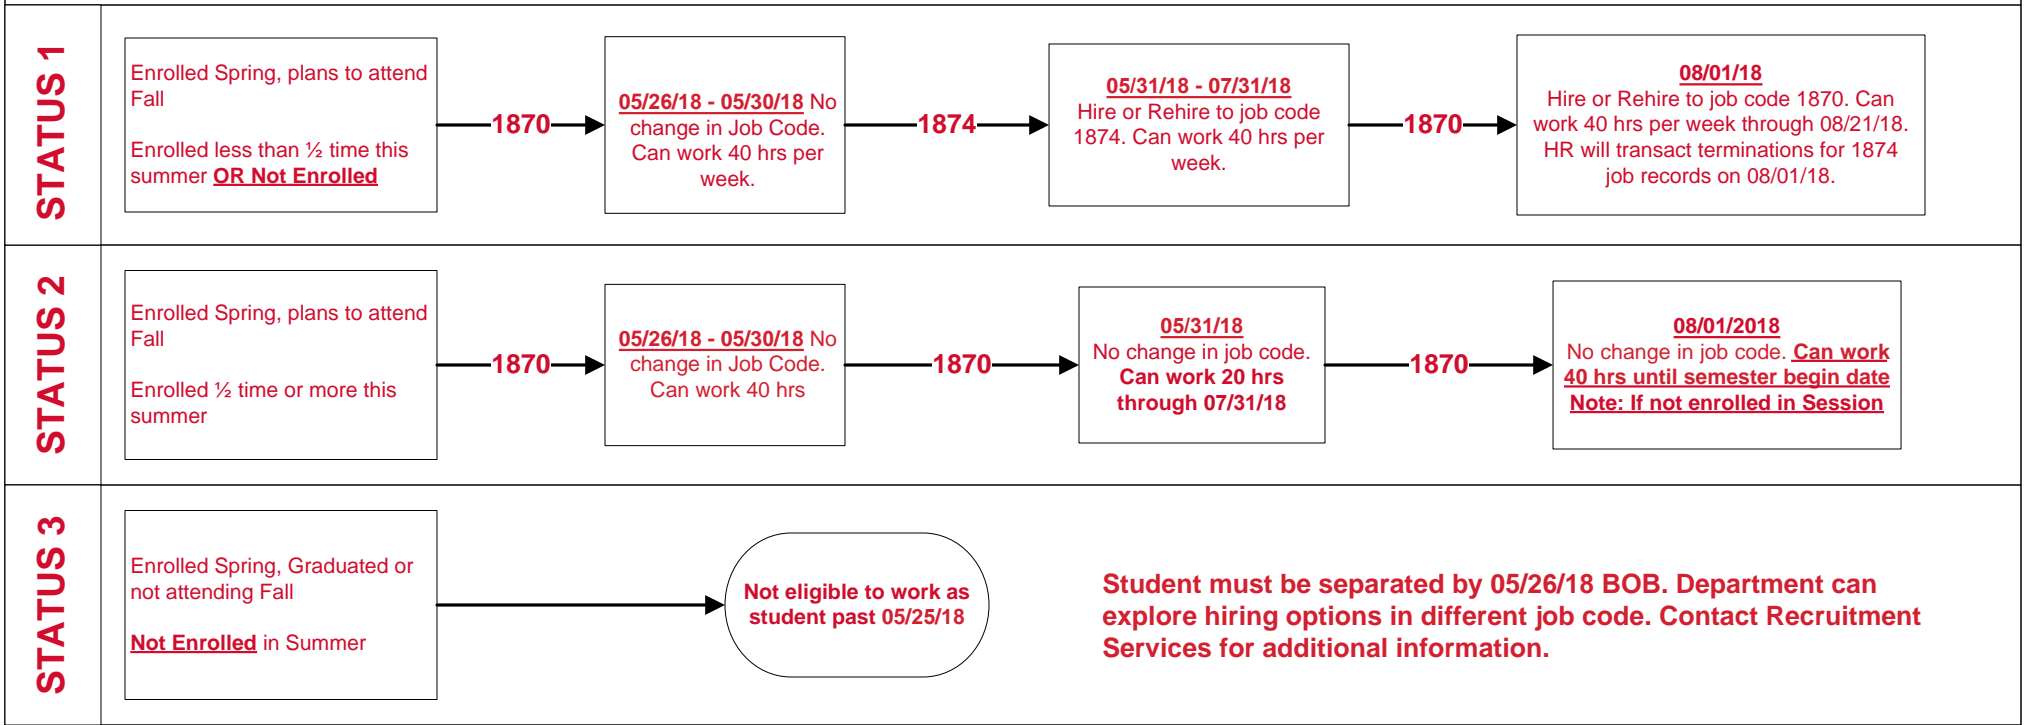 STATUS 1
Enrolled Spring, plans to attend
Fall
Enrolled less than ½ time this
summer OR Not Enrolled
1870
05/26/18 - 05/30/18 No
change in Job Code.
Can work 40 hrs per
week.
1874
05/31/18 - 07/31/18
Hire or Rehire to job code
1874. Can work 40 hrs per
week.
1870
08/01/18
Hire or Rehire to job code 1870. Can
work 40 hrs per week through 08/21/18.
HR will transact terminations for 1874
job records on 08/01/18.
STATUS 2
Enrolled Spring, plans to attend
Fall
Enrolled ½ time or more this
summer
1870
05/26/18 - 05/30/18 No
change in Job Code.
Can work 40 hrs
1870
05/31/18
No change in job code.
Can work 20 hrs
through 07/31/18
1870
08/01/2018
No change in job code. Can work
40 hrs until semester begin date
Note: If not enrolled in Session
STATUS 3
Enrolled Spring, Graduated or
not attending Fall
Not Enrolled in Summer
Not eligible to work as
student past 05/25/18
Student must be separated by 05/26/18 BOB. Department can
explore hiring options in different job code. Contact Recruitment
Services for additional information.